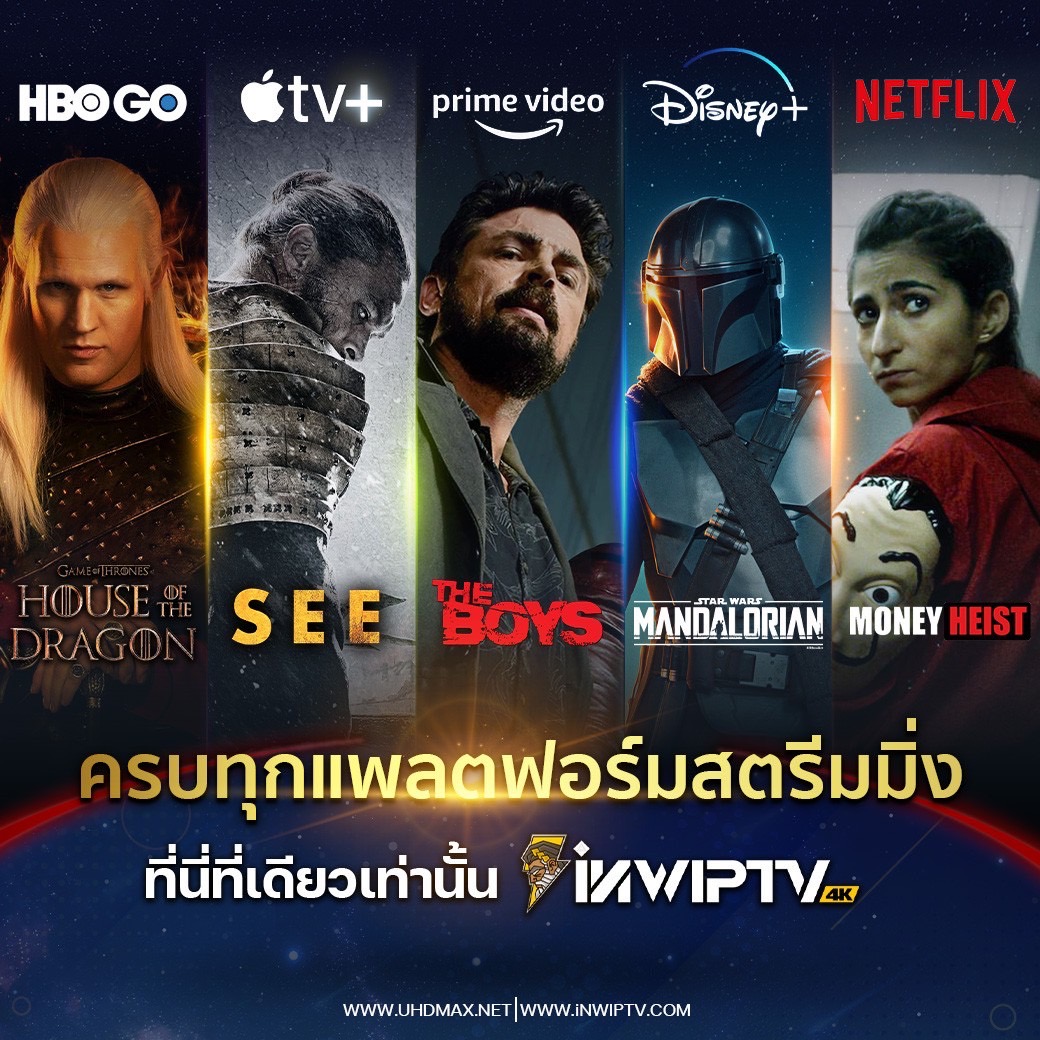 HBO GO
tv+
prime video
Disney+
NETFLIX
GAME OF THRONES
HOUSE OF THE
DRAGON
SEE
THE
BOYS
STAR WARS
MANDALORIAN
MONEY HEIST
ครบทุกแพลตฟอร์มสตรีมมิ่ง
ที่นี่ที่เดียวเท่านั้น iNWIPTV 4K
WWW.UHDMAX.NET|WWW.iNWIPTV.COM